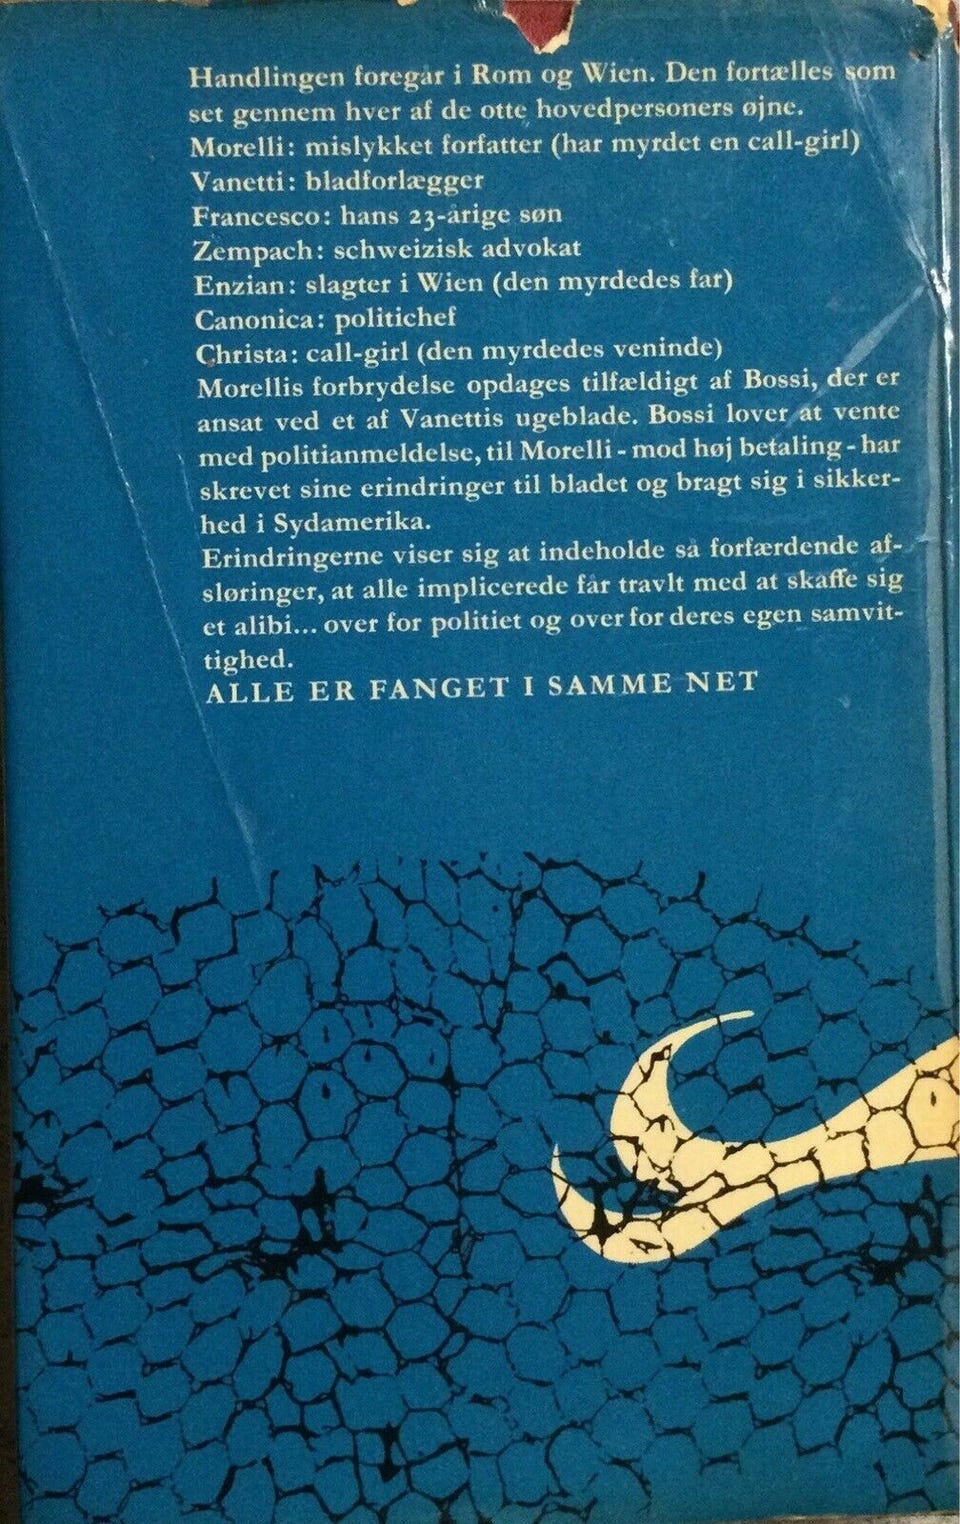 Handlingen foregår i Rom og Wien. Den fortælles som
set gennem hver af de otte hovedpersoners øjne.
Morelli: mislykket forfatter (har myrdet en call-girl)
Vanetti: bladforlægger
Francesco: hans 23-årige søn
Zempach: schweizisk advokat
Enzian: slagter i Wien (den myrdedes far)
Canonica: politichef
Christa: call-girl (den myrdedes veninde)
Morellis forbrydelse opdages tilfældigt af Bossi, der er
ansat ved et af Vanettis ugeblade. Bossi lover at vente
med politianmeldelse, til Morelli - mod høj betaling - har
skrevet sine erindringer til bladet og bragt sig i sikker-
hed i Sydamerika.
Erindringerne viser sig at indeholde så forfærdende af-
sløringer, at alle implicerede får travlt med at skaffe sig
et alibi... over for politiet og over for deres egen samvit-
tighed.
ALLE ER FANGET I SAMME NET